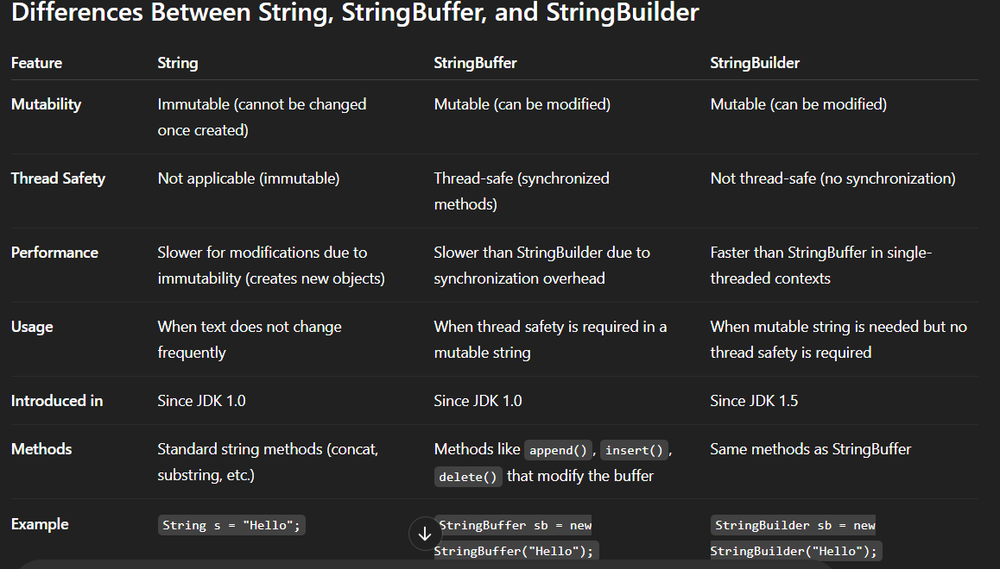 Differences Between String, StringBuffer, and StringBuilder
Feature String StringBuffer StringBuilder
Mutability Immutable (cannot be changed Mutable (can be modified) Mutable (can be modified)
once created)
Thread Safety Not applicable (immutable) Thread-safe (synchronized Not thread-safe (no synchronization)
methods)
Performance Slower for modifications due to Slower than StringBuilder due to Faster than StringBuffer in single-
immutability (creates new objects) synchronization overhead threaded contexts
Usage When text does not change When thread safety is required in a When mutable string is needed but no
frequently mutable string thread safety is required
Introduced in Since JDK 1.0 Since JDK 1.0 Since JDK 1.5
Methods Standard string methods (concat, Methods like append(), insert(), Same methods as StringBuffer
substring, etc.) delete() that modify the buffer
Example String s = "Hello"; StringBuffer sb = new StringBuilder sb = new
StringBuffer("Hello"); StringBuilder("Hello");